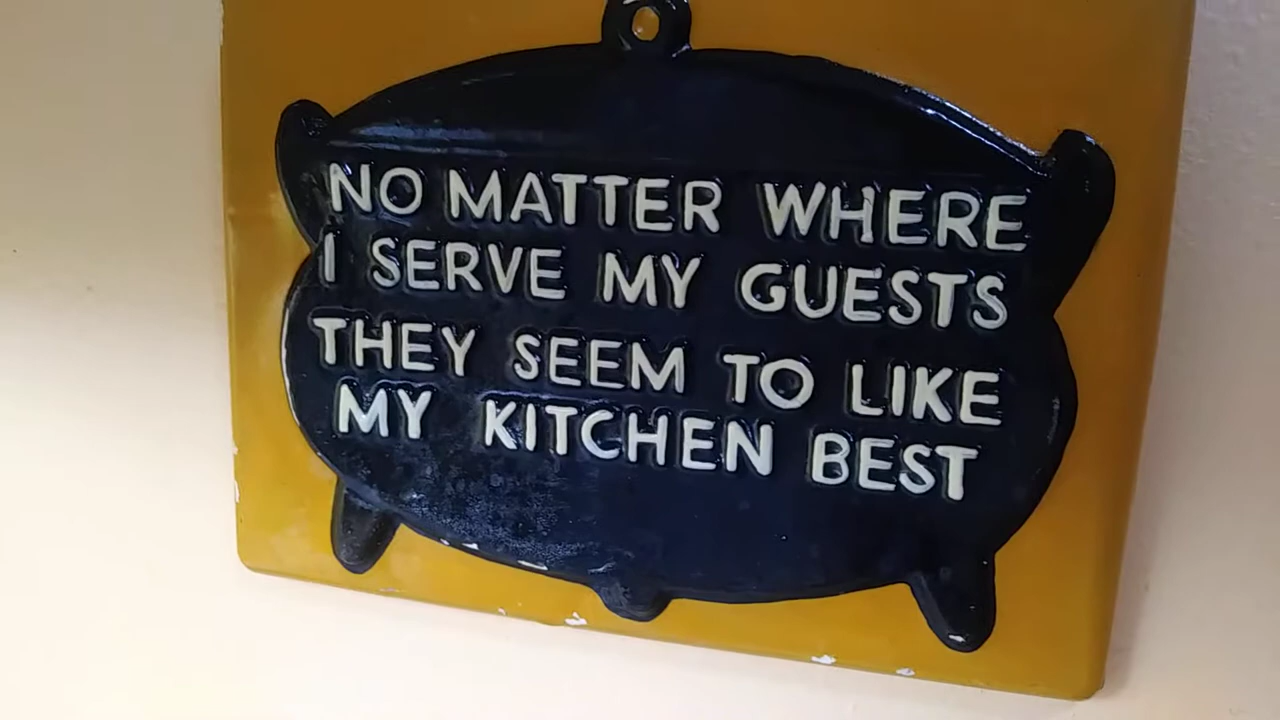 NO MATTER WHERE
I SERVE MY GUESTS
THEY SEEM TO LIKE
MY KITCHEN BEST